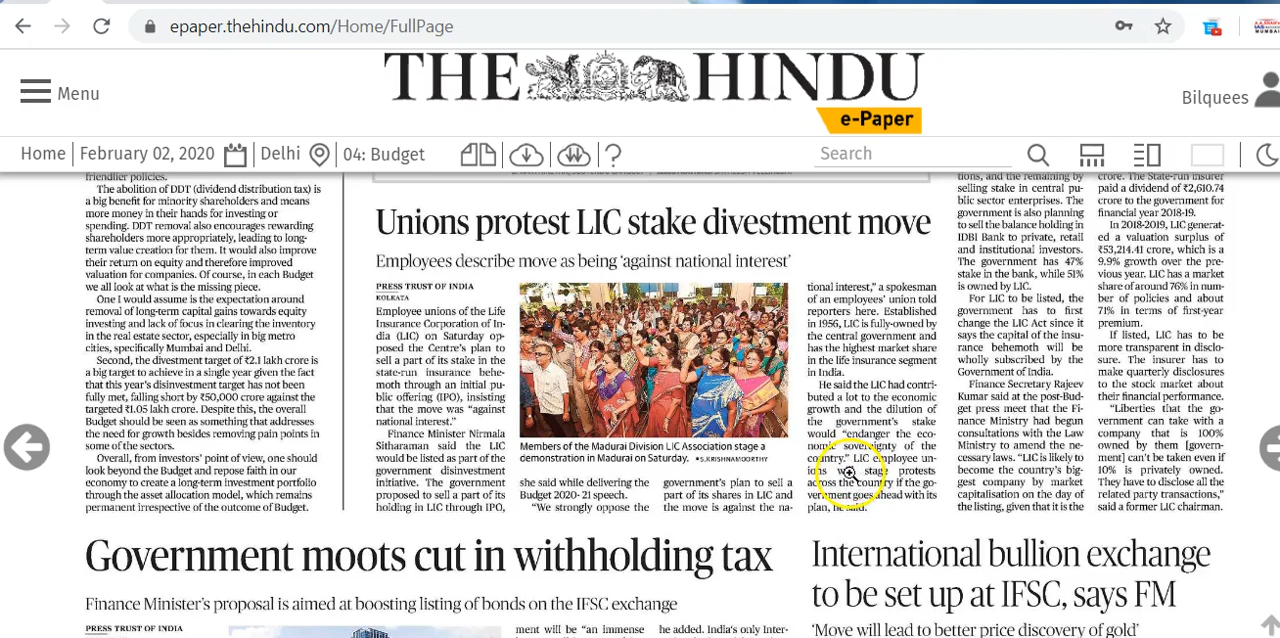 epaper.thehindu.com/Home/FullPage
Menu
THE HINDU
e-Paper
Bilquees
Home
February 02, 2020
Delhi
04: Budget
Search
friendlier policies.
The abolition of DDT (dividend distribution tax) is
a big benefit for minority shareholders and means
more money in their hands for investing or
spending. DDT removal also encourages rewarding
shareholders more appropriately, leading to long-
term value creation for them. It would also improve
their return on equity and therefore improved
valuation for companies. Of course, in each Budget
we all look at what is the missing piece.
One I would assume is the expectation around
removal of long-term capital gains towards equity
investing and lack of focus in clearing the inventory
in the real estate sector, especially in big metro
cities, specifically Mumbai and Delhi.
Second, the divestment target of ₹2.1 lakh crore is
a big target to achieve in a single year given the fact
that this year's disinvestment target has not been
fully met, falling short by ₹50,000 crore against the
targeted ₹1.05 lakh crore. Despite this, the overall
Budget should be seen as something that addresses
the need for growth besides removing pain points in
some of the sectors.
Overall, from investors' point of view, one should
look beyond the Budget and repose faith in our
economy to create a long-term investment portfolio
through the asset allocation model, which remains
permanent irrespective of the outcome of Budget.
Unions protest LIC stake divestment move
Employees describe move as being 'against national interest'
PRESS TRUST OF INDIA
KOLKATA
Employee unions of the Life
Insurance Corporation of In-
dia (LIC) on Saturday op-
posed the Centre's plan to
sell a part of its stake in the
state-run insurance behe-
moth through an initial pu-
blic offering (IPO), insisting
that the move was "against
national interest."
Finance Minister Nirmala
Sitharaman said the LIC
would be listed as part of the
government disinvestment
initiative. The government
proposed to sell a part of its
holding in LIC through IPO,
Members of the Madurai Division LIC Association stage a
demonstration in Madurai on Saturday. •S.KRISHNAMOORTHY
she said while delivering the
Budget 2020-21 speech.
"We strongly oppose the
government's plan to sell a
part of its shares in LIC and
the move is against the na-
tional interest," a spokesman
of an employees' union told
reporters here. Established
in 1956, LIC is fully-owned by
the central government and
has the highest market share
in the life insurance segment
in India.
He said the LIC had contri-
buted a lot to the economic
growth and the dilution of
the government's stake
would "endanger the eco-
nomic sovereignty of the
country." LIC employee un-
ions stage protests
across the country if the go-
vernment goes ahead with its
plan, he said.
tions, and the remaining by
selling stake in central pu-
blic sector enterprises. The
government is also planning
to sell the balance holding in
IDBI Bank to private, retail
and institutional investors.
The government has 47%
stake in the bank, while 51%
is owned by LIC.
For LIC to be listed, the
government has to first
change the LIC Act since it
says the capital of the insu-
rance behemoth will be
wholly subscribed by the
Government of India.
Finance Secretary Rajeev
Kumar said at the post-Bud-
get press meet that the Fi-
nance Ministry had begun
consultations with the Law
Ministry to amend the ne-
cessary laws. "LIC is likely to
become the country's big-
gest company by market
capitalisation on the day of
the listing, given that it is the
crore. The State-run insurer
paid a dividend of ₹2,610.74
crore to the government for
financial year 2018-19.
In 2018-2019, LIC generat-
ed a valuation surplus of
₹53,214.41 crore, which is a
9.9% growth over the pre-
vious year. LIC has a market
share of around 76% in num-
ber of policies and about
71% in terms of first-year
premium.
If listed, LIC has to be
more transparent in disclo-
sure. The insurer has to
make quarterly disclosures
to the stock market about
their financial performance.
"Liberties that the go-
vernment can take with a
company that is 100%
owned by them [govern-
ment] can't be taken even if
10% is privately owned.
They have to disclose all the
related party transactions,"
said a former LIC chairman.
Government moots cut in withholding tax
Finance Minister's proposal is aimed at boosting listing of bonds on the IFSC exchange
PRESS TRUST OF INDIA
ment will be "an immense
he added. India's only Inter-
International bullion exchange
to be set up at IFSC, says FM
'Move will lead to better price discovery of gold'